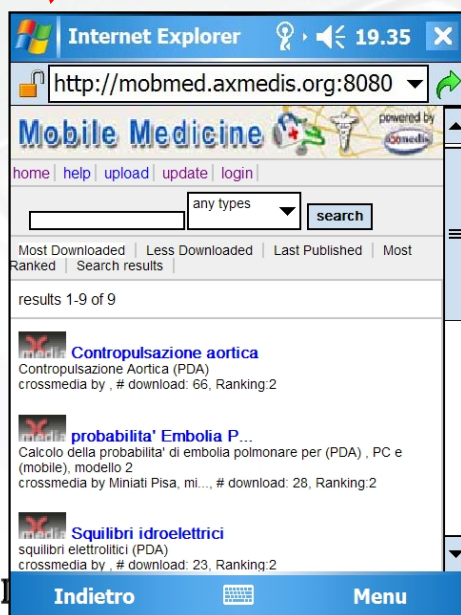 Internet Explorer 19.35
http://mobmed.axmedis.org:8080
Mobile Medicine
powered by
axmedis
home | help | upload | update | login |
any types search
Most Downloaded | Less Downloaded | Last Published | Most
Ranked | Search results |
results 1-9 of 9
media Contropulsazione aortica
Contropulsazione Aortica (PDA)
crossmedia by , # download: 66, Ranking:2
media probabilita' Embolia P...
Calcolo della probabilita' di embolia polmonare per (PDA) , PC e
(mobile), modello 2
crossmedia by Miniati Pisa, mi..., # download: 28, Ranking:2
media Squilibri idroelettrici
squilibri elettrolitici (PDA)
crossmedia by , # download: 23, Ranking:2
Indietro Menu